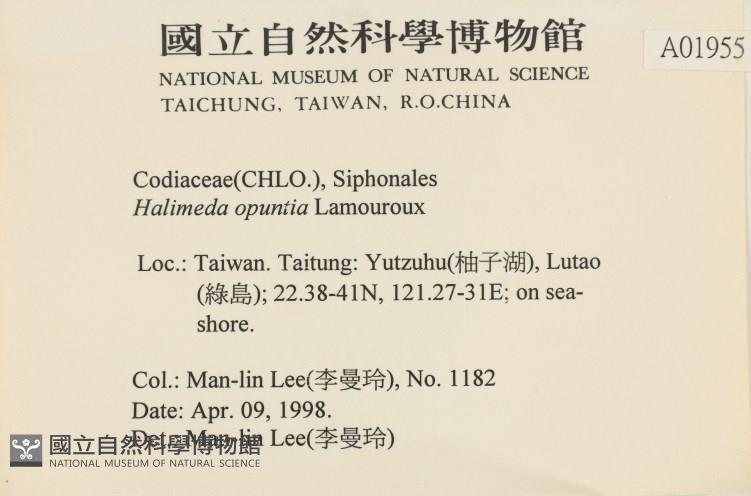 國立自然科學博物館
A01955
NATIONAL MUSEUM OF NATURAL SCIENCE
TAICHUNG, TAIWAN, R.O.CHINA
Codiaceae(CHLO.), Siphonales
Halimeda opuntia Lamouroux
Loc.: Taiwan. Taitung: Yutzuhu(柚子湖), Lutao
(綠島); 22.38-41N, 121.27-31E; on sea-
shore.
Col.: Man-lin Lee(李曼玲), No. 1182
Date: Apr. 09, 1998.
Det.: Man-lin Lee(李曼玲)
國立自然科學博物館
NATIONAL MUSEUM OF NATURAL SCIENCE